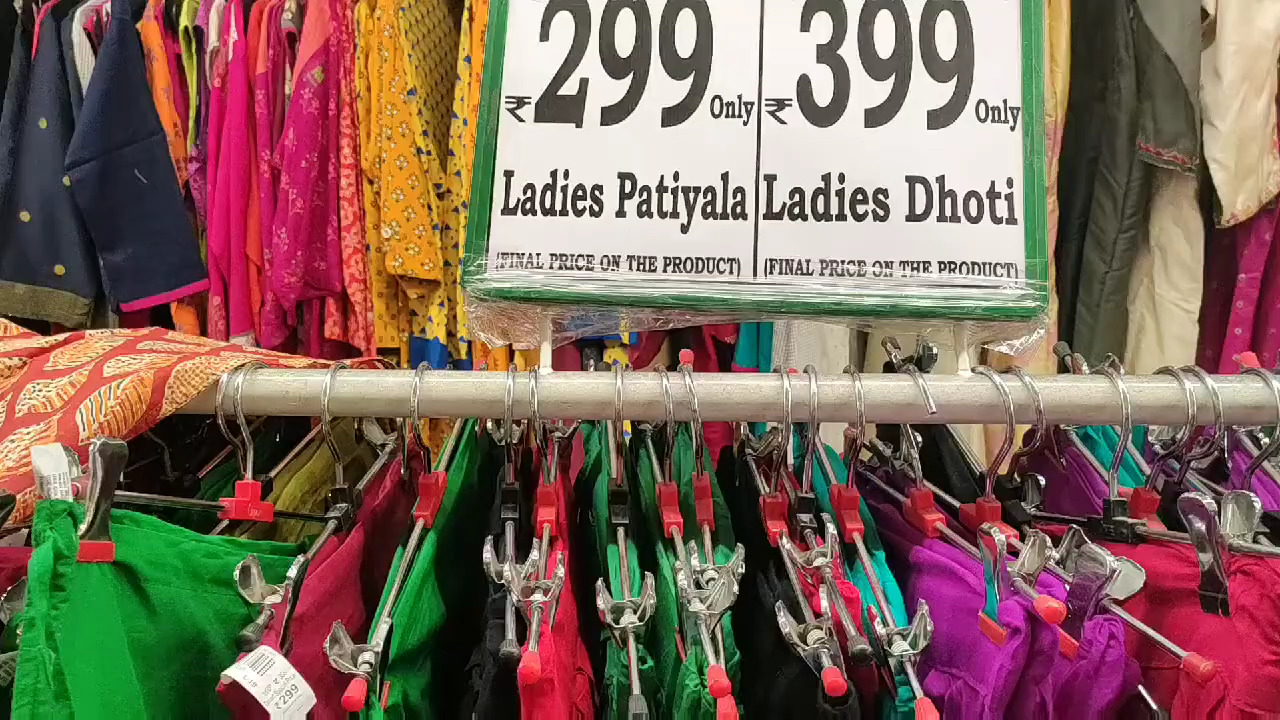 ₹299 Only
Ladies Patiyala
(FINAL PRICE ON THE PRODUCT)
₹399 Only
Ladies Dhoti
(FINAL PRICE ON THE PRODUCT)
₹299